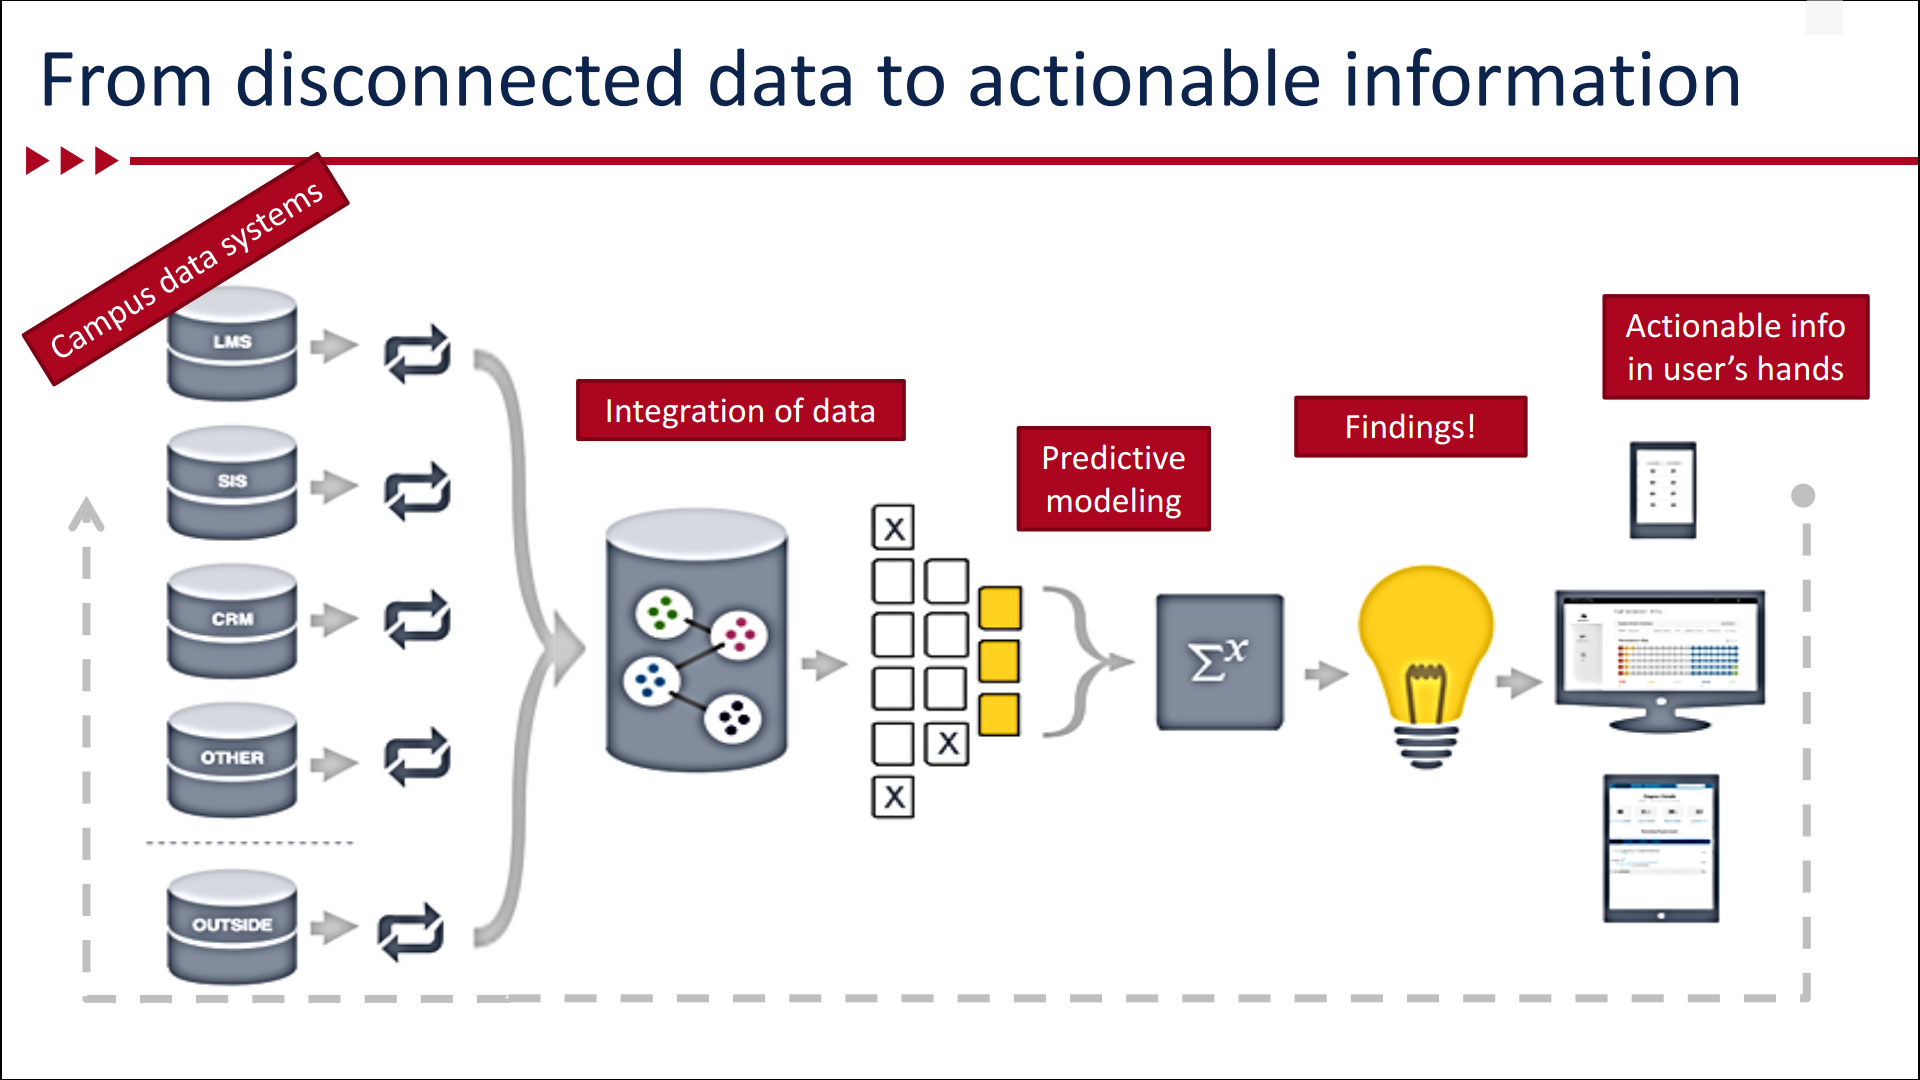 From disconnected data to actionable information
Campus data systems
LMS
SIS
CRM
OTHER
OUTSIDE
Integration of data
X
X
X
Predictive
modeling
Σx
Findings!
Actionable info
in user’s hands